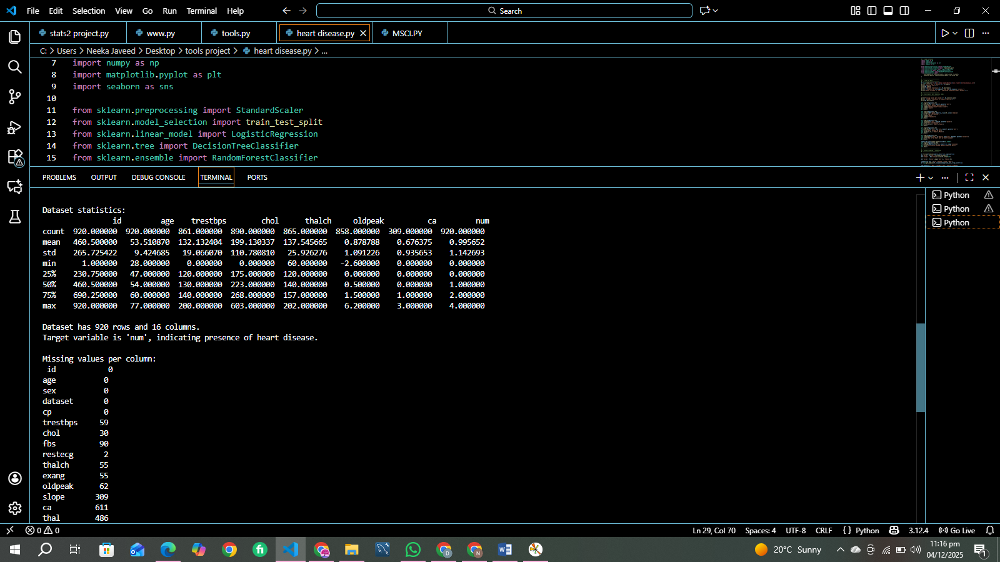 File Edit Selection View Go Run Terminal Help
Search
stats2 project.py www.py tools.py heart disease.py MSCI.PY
C: > Users > Neeka Javeed > Desktop > tools project > heart disease.py > ...
7 import numpy as np
8 import matplotlib.pyplot as plt
9 import seaborn as sns
10
11 from sklearn.preprocessing import StandardScaler
12 from sklearn.model_selection import train_test_split
13 from sklearn.linear_model import LogisticRegression
14 from sklearn.tree import DecisionTreeClassifier
15 from sklearn.ensemble import RandomForestClassifier
PROBLEMS OUTPUT DEBUG CONSOLE TERMINAL PORTS
Python
Python
Python
Dataset statistics:
id age trestbps chol thalch oldpeak ca num
count 920.000000 920.000000 861.000000 890.000000 865.000000 858.000000 309.000000 920.000000
mean 460.500000 53.510870 132.132404 199.130337 137.545665 0.878788 0.676375 0.995652
std 265.725422 9.424685 19.066070 110.780810 25.926276 1.091226 0.935653 1.142693
min 1.000000 28.000000 0.000000 0.000000 60.000000 -2.600000 0.000000 0.000000
25% 230.750000 47.000000 120.000000 175.000000 120.000000 0.000000 0.000000 0.000000
50% 460.500000 54.000000 130.000000 223.000000 140.000000 0.500000 0.000000 1.000000
75% 690.250000 60.000000 140.000000 268.000000 157.000000 1.500000 1.000000 2.000000
max 920.000000 77.000000 200.000000 603.000000 202.000000 6.200000 3.000000 4.000000
Dataset has 920 rows and 16 columns.
Target variable is 'num', indicating presence of heart disease.
Missing values per column:
id 0
age 0
sex 0
dataset 0
cp 0
trestbps 59
chol 30
fbs 90
restecg 2
thalch 55
exang 55
oldpeak 62
slope 309
ca 611
thal 486
0 0 Ln 29, Col 70 Spaces: 4 UTF-8 CRLF { } Python 3.12.4 Go Live
20°C Sunny
11:16 pm
04/12/2025
1